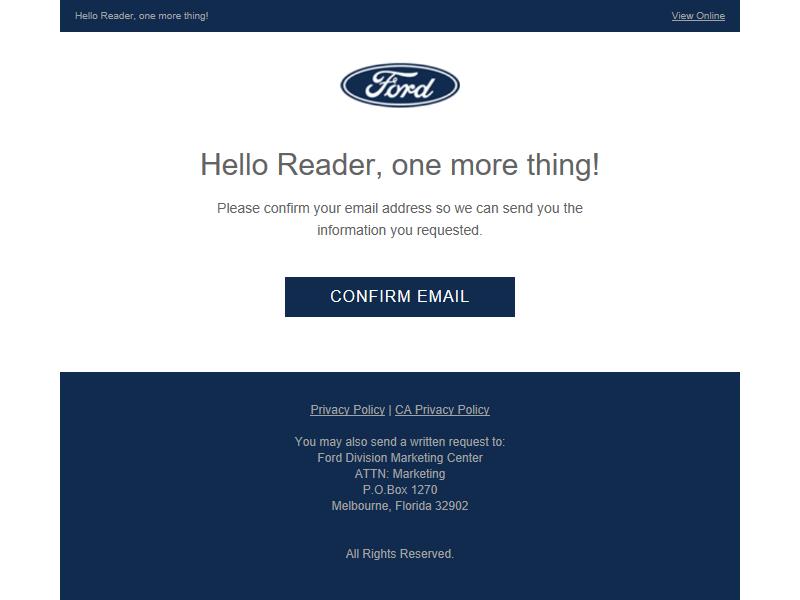 Hello Reader, one more thing!
View Online
Ford
Hello Reader, one more thing!
Please confirm your email address so we can send you the
information you requested.
CONFIRM EMAIL
Privacy Policy | CA Privacy Policy
You may also send a written request to:
Ford Division Marketing Center
ATTN: Marketing
P.O.Box 1270
Melbourne, Florida 32902
All Rights Reserved.